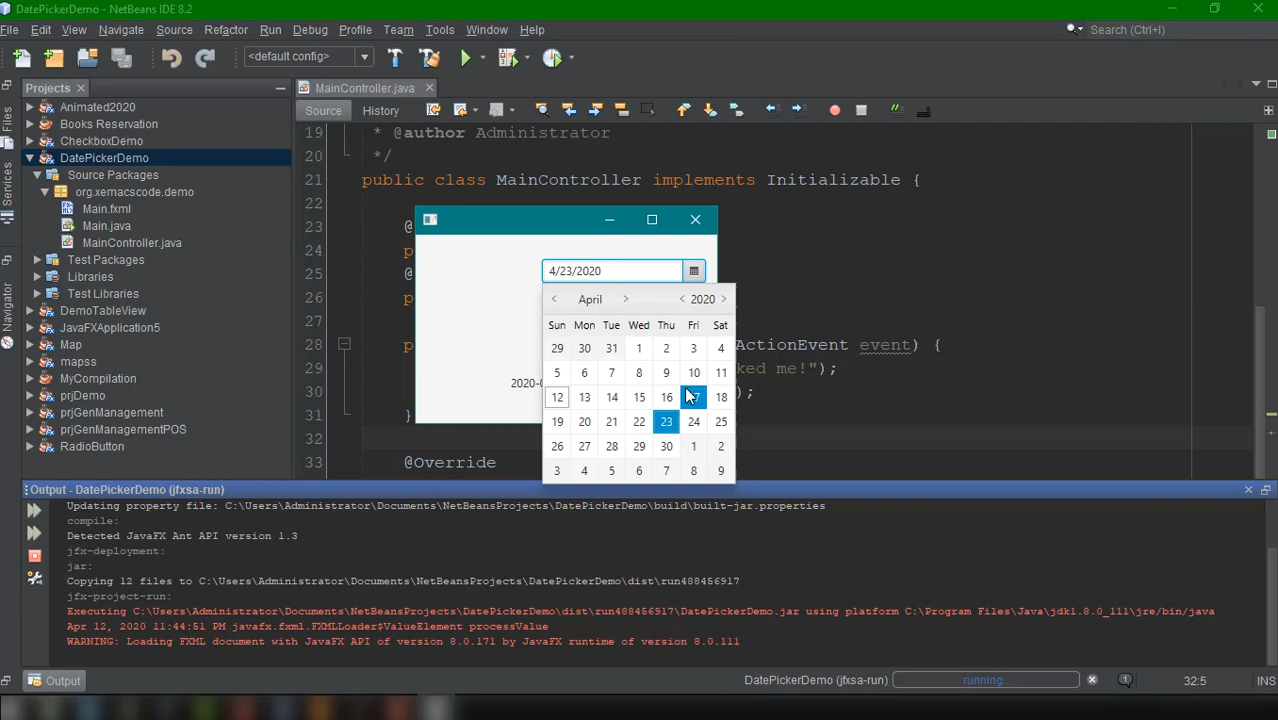 DatePickerDemo - NetBeans IDE 8.2
File Edit View Navigate Source Refactor Run Debug Profile Team Tools Window Help
Search (Ctrl+I)
<default config>
Projects
MainController.java
Files
Services
Navigator
Source History
Animated2020
Books Reservation
CheckboxDemo
DatePickerDemo
Source Packages
org.xemacscode.demo
Main.fxml
Main.java
MainController.java
Test Packages
Libraries
Test Libraries
DemoTableView
JavaFXApplication5
Map
mapss
MyCompilation
prjDemo
prjGenManagement
prjGenManagementPOS
RadioButton
19 * @author Administrator
20 */
21 public class MainController implements Initializable {
22
23 @
24 p
25 @
26 p
27
28 p ActionEvent event) {
29 ked me!");
30 );
31 }
32
33 @Override
4/23/2020
< April > < 2020 >
Sun Mon Tue Wed Thu Fri Sat
29 30 31 1 2 3 4
5 6 7 8 9 10 11
12 13 14 15 16 7 18
19 20 21 22 23 24 25
26 27 28 29 30 1 2
3 4 5 6 7 8 9
2020-0
Output - DatePickerDemo (jfxsa-run)
Updating property file: C:\Users\Administrator\Documents\NetBeansProjects\DatePickerDemo\build\built-jar.properties
compile:
Detected JavaFX Ant API version 1.3
jfx-deployment:
jar:
Copying 12 files to C:\Users\Administrator\Documents\NetBeansProjects\DatePickerDemo\dist\run488456917
jfx-project-run:
Executing C:\Users\Administrator\Documents\NetBeansProjects\DatePickerDemo\dist\run488456917\DatePickerDemo.jar using platform C:\Program Files\Java\jdk1.8.0_111\jre/bin/java
Apr 12, 2020 11:44:51 PM javafx.fxml.FXMLLoader$ValueElement processValue
WARNING: Loading FXML document with JavaFX API of version 8.0.171 by JavaFX runtime of version 8.0.111
Output
DatePickerDemo (jfxsa-run) running... 1 32:5 INS